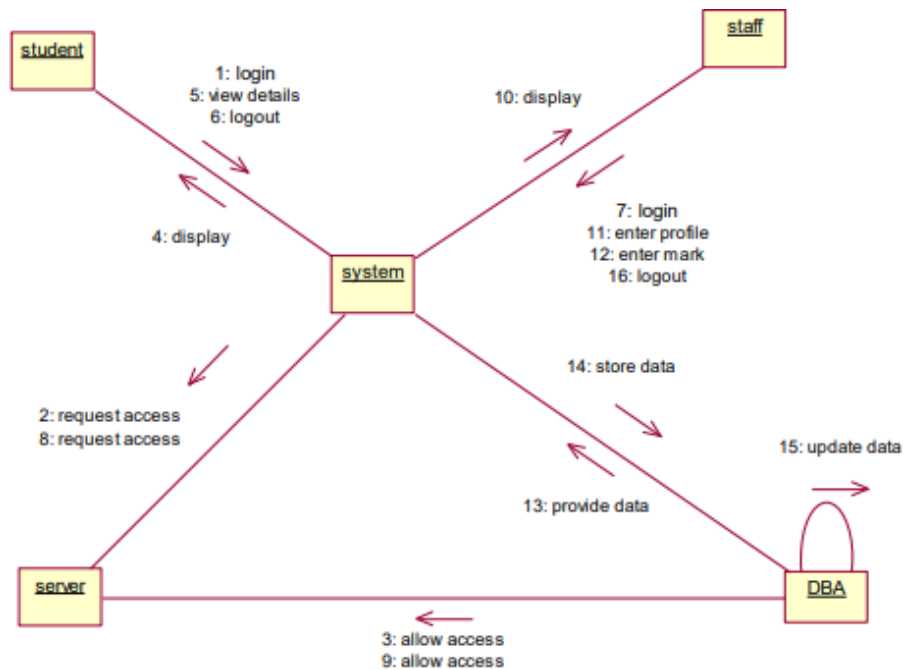 staff
student
1: login
5: view details
6: logout
10: display
7: login
11: enter profile
12: enter mark
16: logout
4: display
system
14: store data
2: request access
8: request access
15: update data
13: provide data
server
DBA
3: allow access
9: allow access